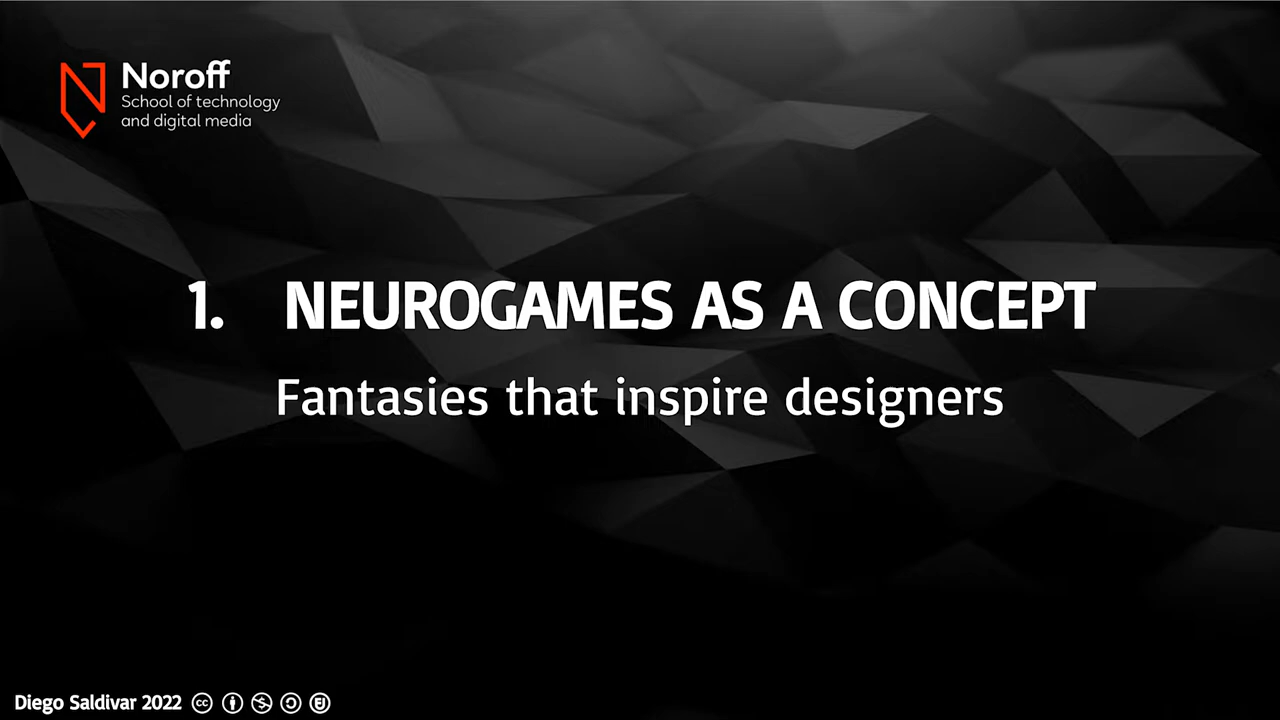 Noroff
School of technology
and digital media
1. NEUROGAMES AS A CONCEPT
Fantasies that inspire designers
Diego Saldivar 2022